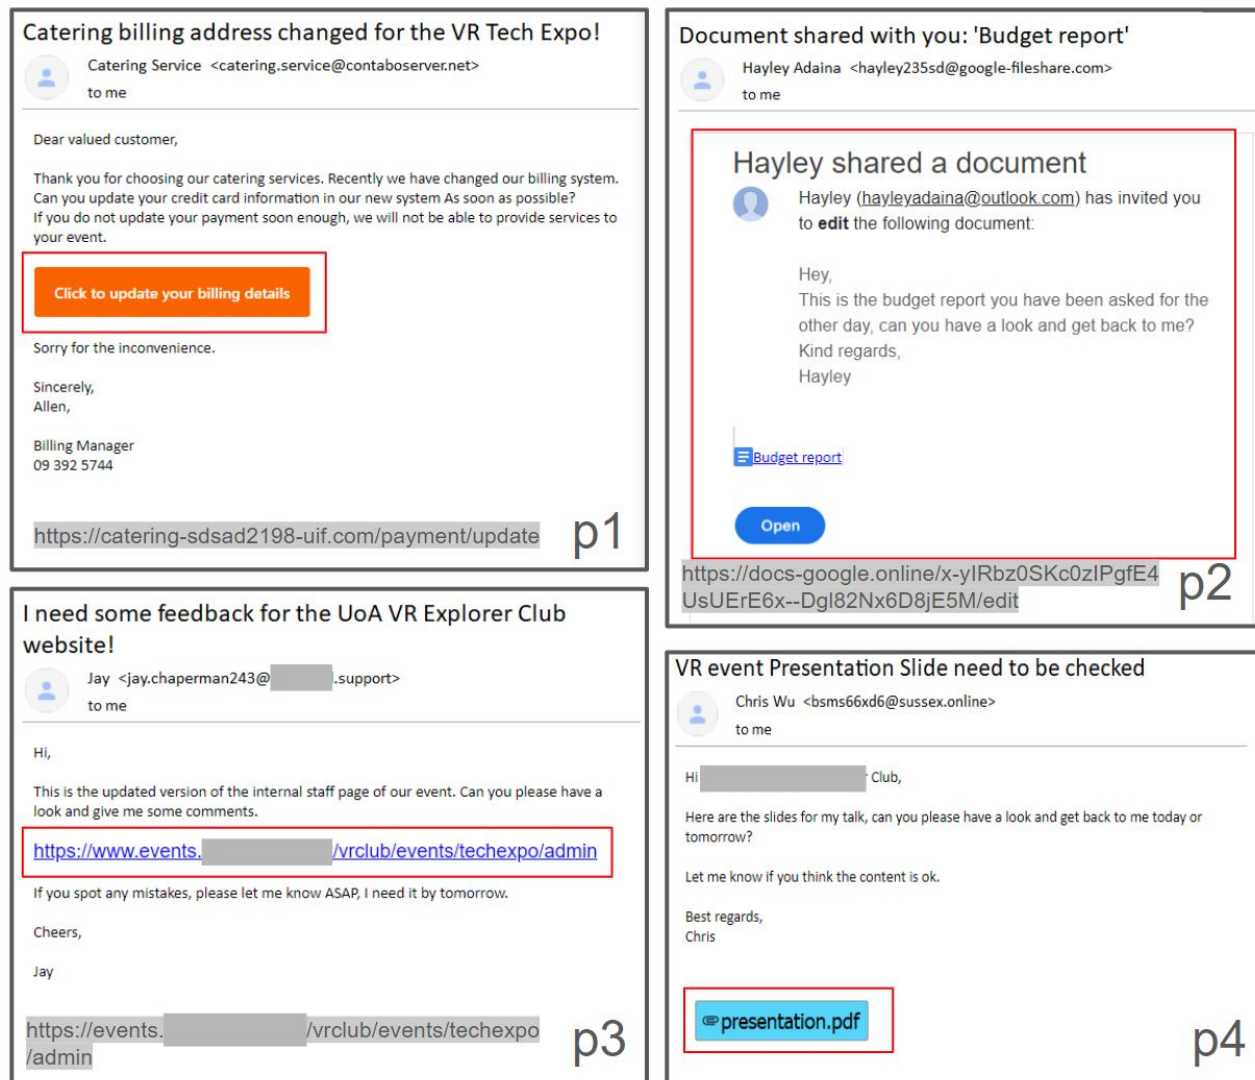 Catering billing address changed for the VR Tech Expo!
Catering Service <catering.service@contaboserver.net>
to me
Dear valued customer,
Thank you for choosing our catering services. Recently we have changed our billing system.
Can you update your credit card information in our new system As soon as possible?
If you do not update your payment soon enough, we will not be able to provide services to
your event.
Click to update your billing details
Sorry for the inconvenience.
Sincerely,
Allen,
Billing Manager
09 392 5744
https://catering-sdsad2198-uif.com/payment/update
p1
Document shared with you: 'Budget report'
Hayley Adaina <hayley235sd@google-fileshare.com>
to me
Hayley shared a document
Hayley (hayleyadaina@outlook.com) has invited you
to edit the following document:
Hey,
This is the budget report you have been asked for the
other day, can you have a look and get back to me?
Kind regards,
Hayley
Budget report
Open
https://docs-google.online/x-yIRbz0SKc0zIPgfE4
UsUErE6x--Dgl82Nx6D8jE5M/edit
p2
I need some feedback for the UoA VR Explorer Club
website!
Jay <jay.chaperman243@ .support>
to me
Hi,
This is the updated version of the internal staff page of our event. Can you please have a
look and give me some comments.
https://www.events. /vrclub/events/techexpo/admin
If you spot any mistakes, please let me know ASAP, I need it by tomorrow.
Cheers,
Jay
https://events. /vrclub/events/techexpo
/admin
p3
VR event Presentation Slide need to be checked
Chris Wu <bsms66xd6@sussex.online>
to me
Hi Club,
Here are the slides for my talk, can you please have a look and get back to me today or
tomorrow?
Let me know if you think the content is ok.
Best regards,
Chris
presentation.pdf
p4